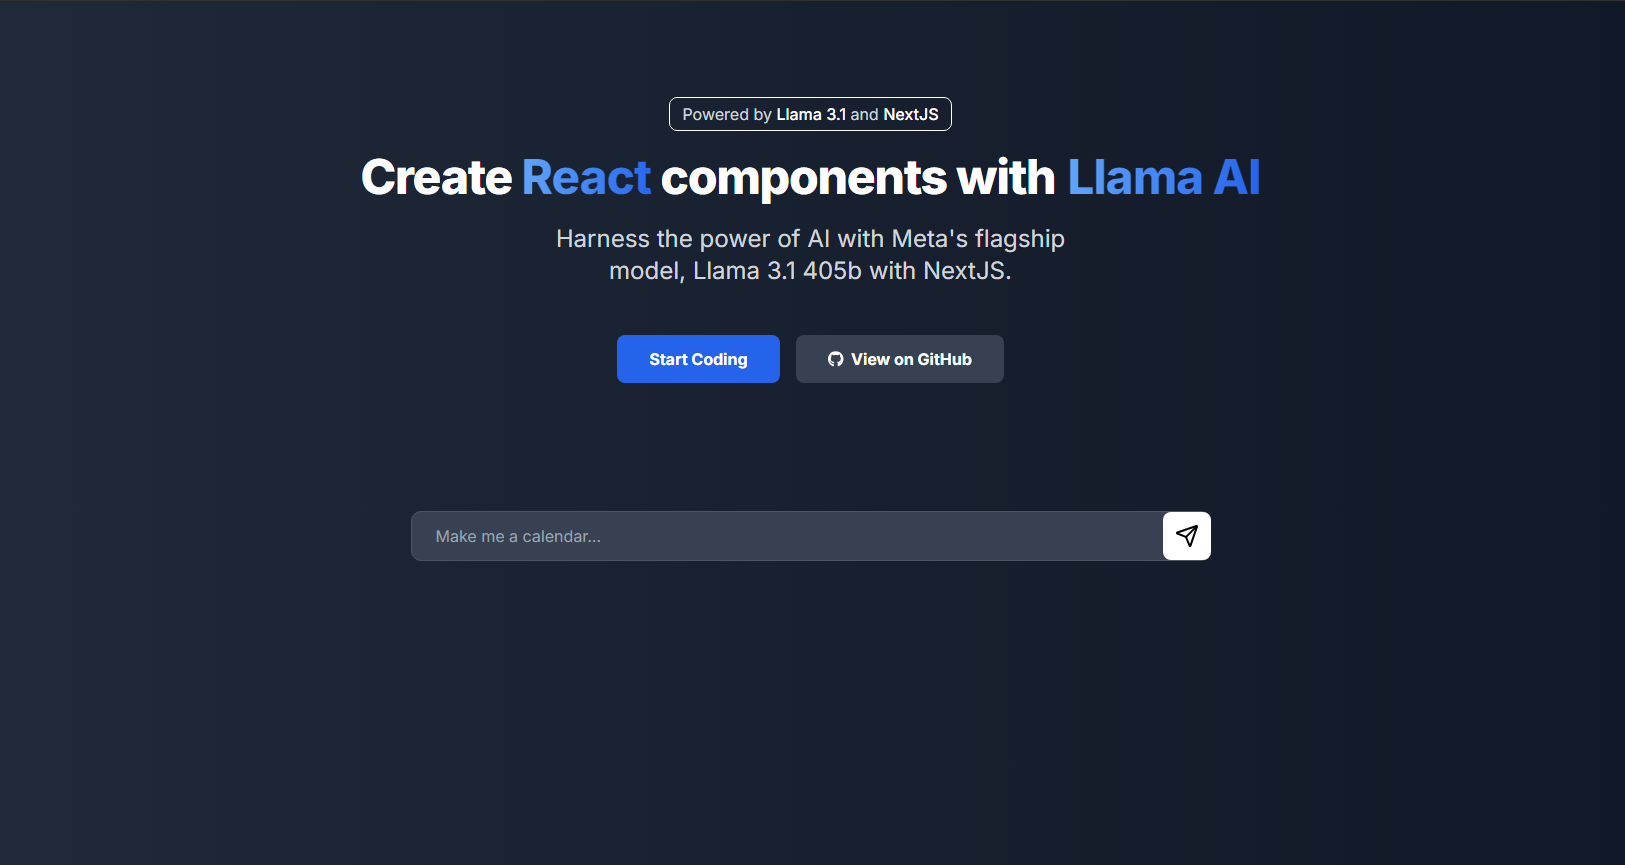 Powered by Llama 3.1 and NextJS
Create React components with Llama AI
Harness the power of AI with Meta's flagship
model, Llama 3.1 405b with NextJS.
Start Coding
View on GitHub
Make me a calendar...